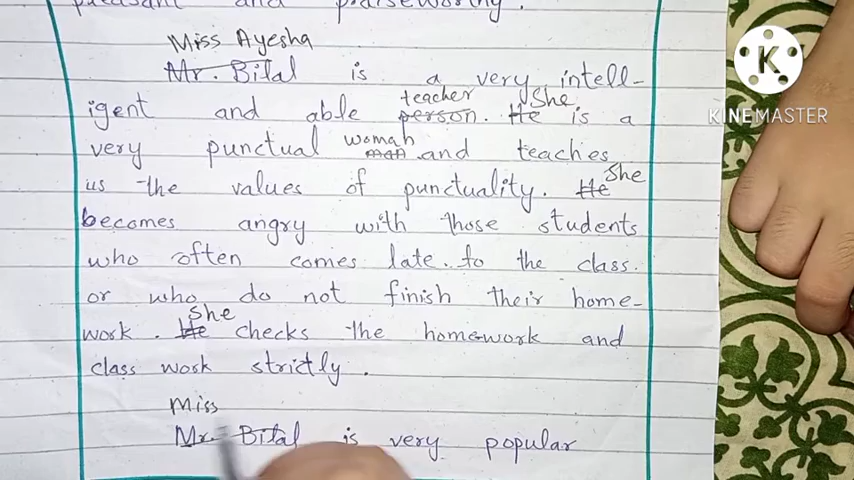 pleasant and praiseworthy.
Miss Ayesha
Mr. Bilal is a very intell-
teacher She
igent and able person. He is a
woman
very punctual man and teaches
She
us the values of punctuality. He
becomes angry with those students
who often comes late to the class.
or who do not finish their home-
She
work. He checks the homework and
class work strictly.
Miss
Mr. Bilal is very popular
KINEMASTER